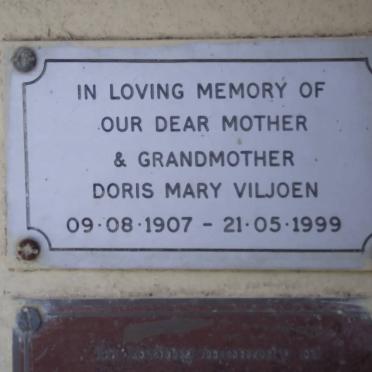 IN LOVING MEMORY OF
OUR DEAR MOTHER
& GRANDMOTHER
DORIS MARY VILJOEN
09·08·1907 – 21·05·1999